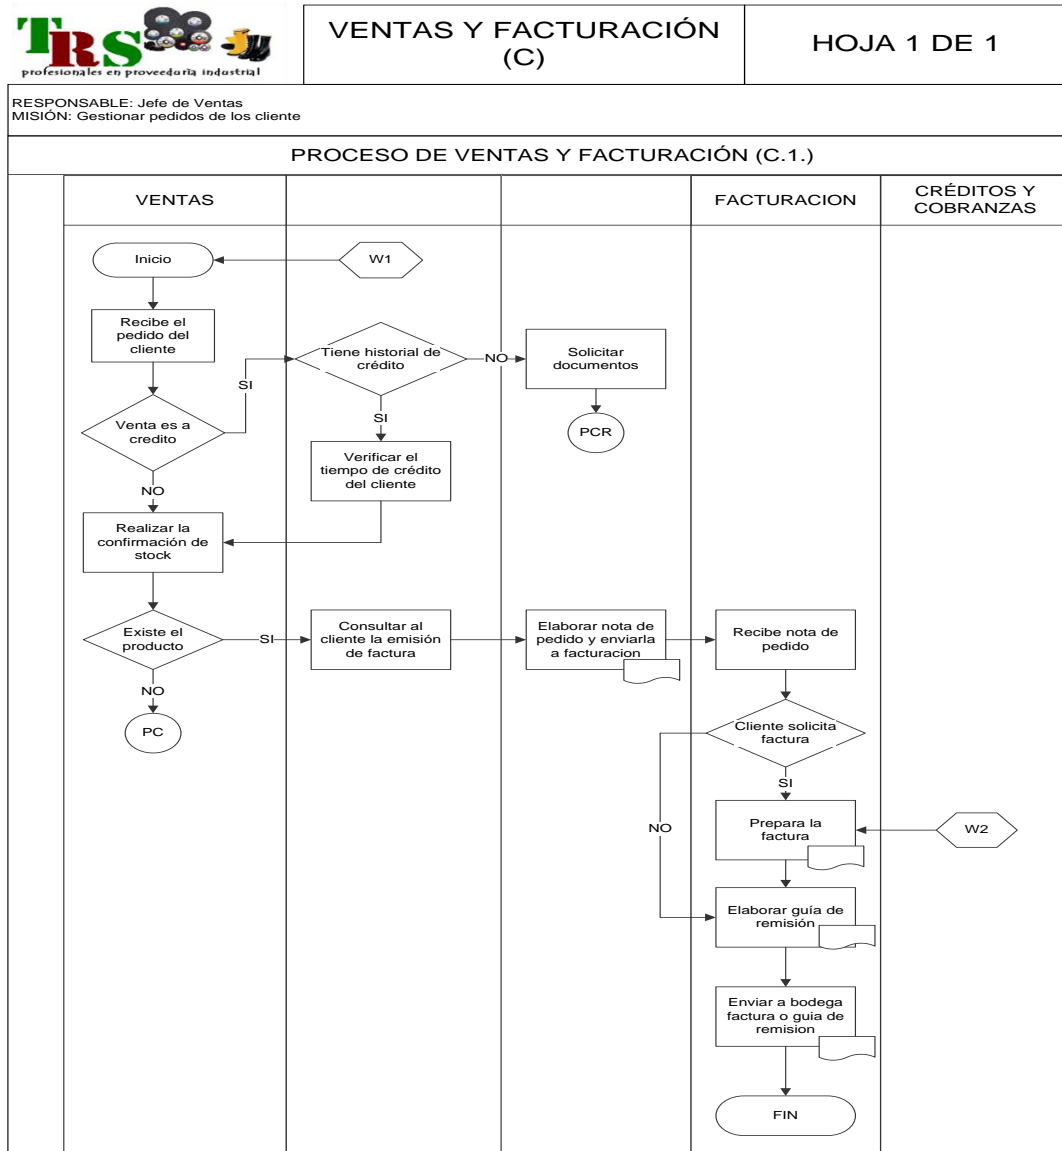 TRS
profesionales en proveeduría industrial
VENTAS Y FACTURACIÓN
(C)
HOJA 1 DE 1
RESPONSABLE: Jefe de Ventas
MISIÓN: Gestionar pedidos de los cliente
PROCESO DE VENTAS Y FACTURACIÓN (C.1.)
VENTAS
FACTURACION
CRÉDITOS Y
COBRANZAS
Inicio
W1
Recibe el
pedido del
cliente
Tiene historial de
crédito
NO
Solicitar
documentos
SI
Venta es a
credito
SI
PCR
Verificar el
tiempo de crédito
del cliente
NO
Realizar la
confirmación de
stock
Existe el
producto
SI
Consultar al
cliente la emisión
de factura
Elaborar nota de
pedido y enviarla
a facturacion
Recibe nota de
pedido
NO
PC
Cliente solicita
factura
SI
NO
Prepara la
factura
W2
Elaborar guía de
remisión
Enviar a bodega
factura o guia de
remision
FIN